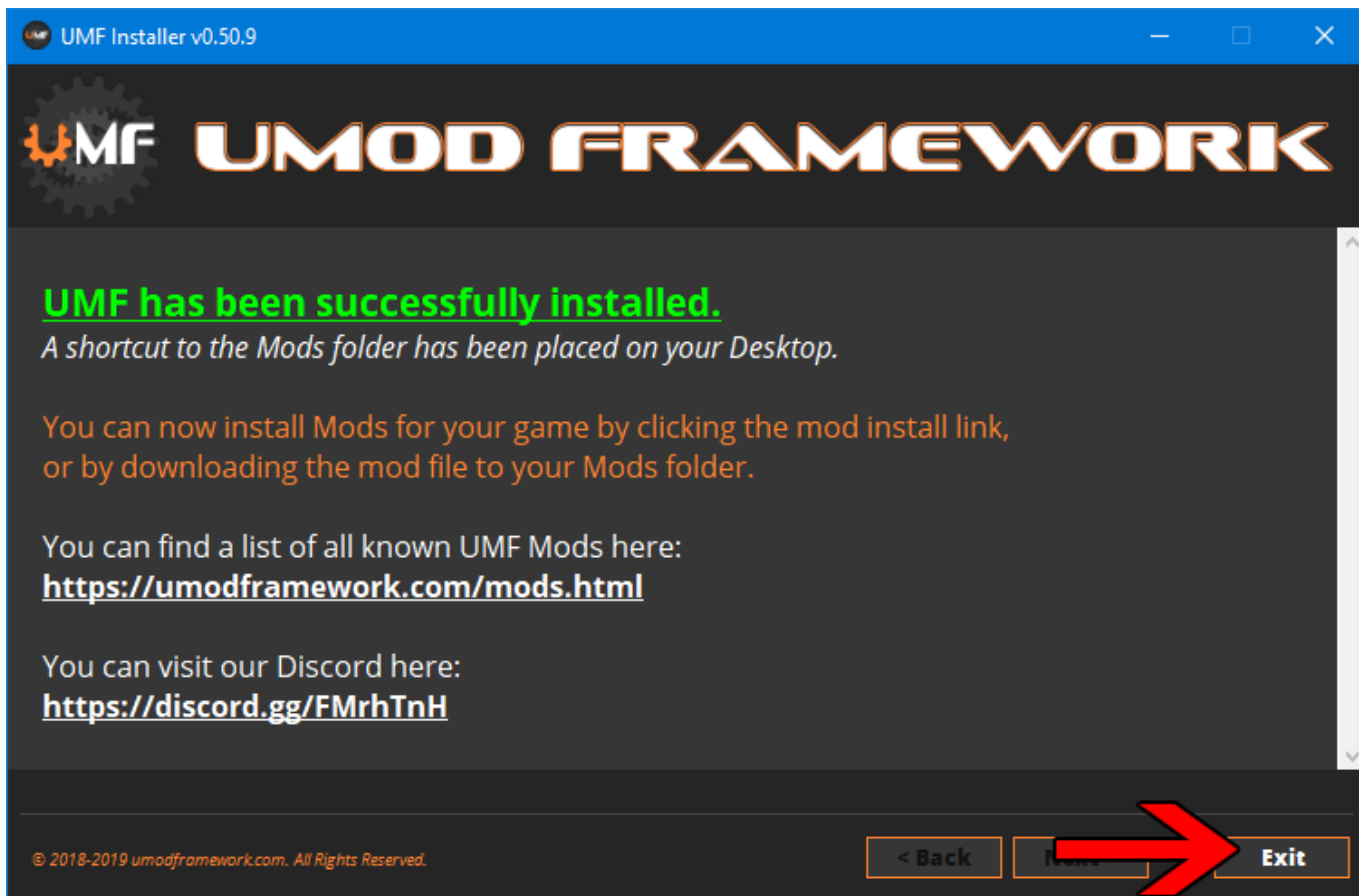 UMF Installer v0.50.9
UMF UMOD FRAMEWORK
UMF has been successfully installed.
A shortcut to the Mods folder has been placed on your Desktop.
You can now install Mods for your game by clicking the mod install link,
or by downloading the mod file to your Mods folder.
You can find a list of all known UMF Mods here:
https://umodframework.com/mods.html
You can visit our Discord here:
https://discord.gg/FMrhTnH
© 2018-2019 umodframework.com. All Rights Reserved.
< Back
Exit